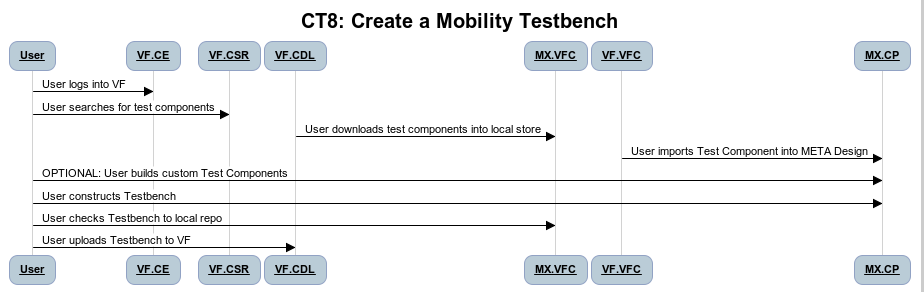 CT8: Create a Mobility Testbench
User VF.CE VF.CSR VF.CDL MX.VFC VF.VFC MX.CP
User logs into VF
User searches for test components
User downloads test components into local store
User imports Test Component into META Design
OPTIONAL: User builds custom Test Components
User constructs Testbench
User checks Testbench to local repo
User uploads Testbench to VF
User VF.CE VF.CSR VF.CDL MX.VFC VF.VFC MX.CP